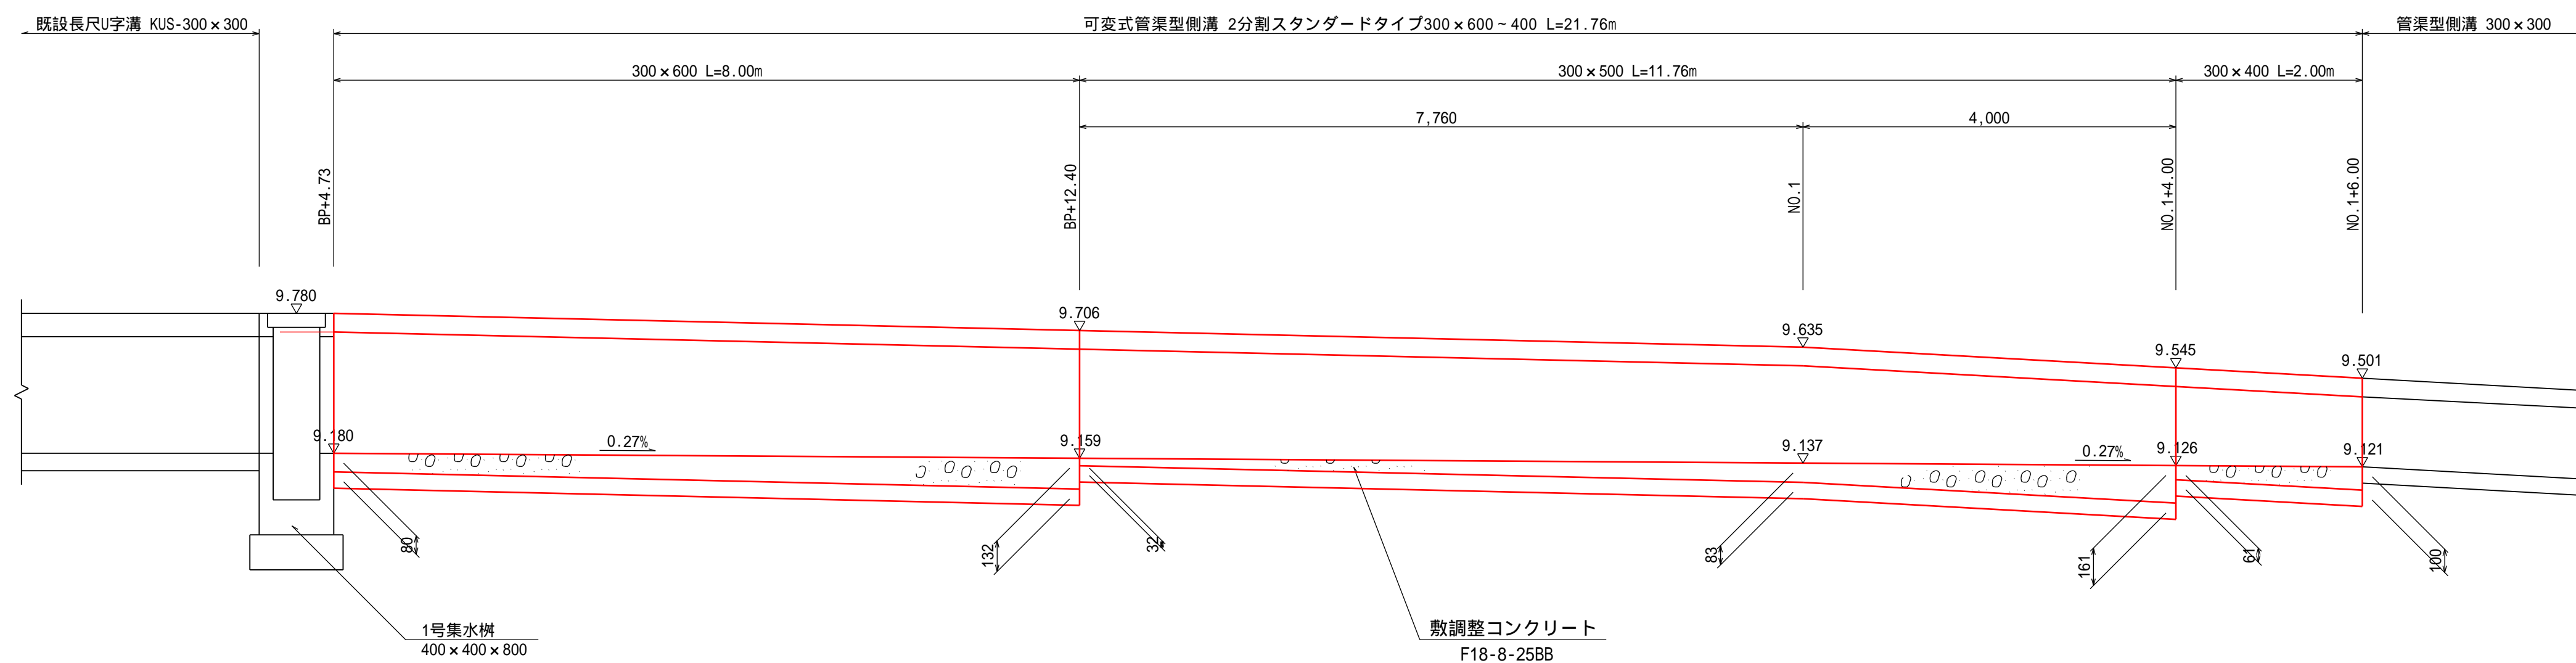 既設長尺U字溝 KUS-300×300
可変式管渠型側溝 2分割スタンダードタイプ300×600~400 L=21.76m
管渠型側溝 300×300
300×600 L=8.00m
300×500 L=11.76m
300×400 L=2.00m
7,760
4,000
BP+4.73
BP+12.40
NO.1
NO.1+4.00
NO.1+6.00
9.780
9.706
9.635
9.545
9.501
9.180
0.27%
9.159
9.137
0.27%
9.126
9.121
80
132
32
83
161
61
100
1号集水桝
400×400×800
敷調整コンクリート
F18-8-25BB